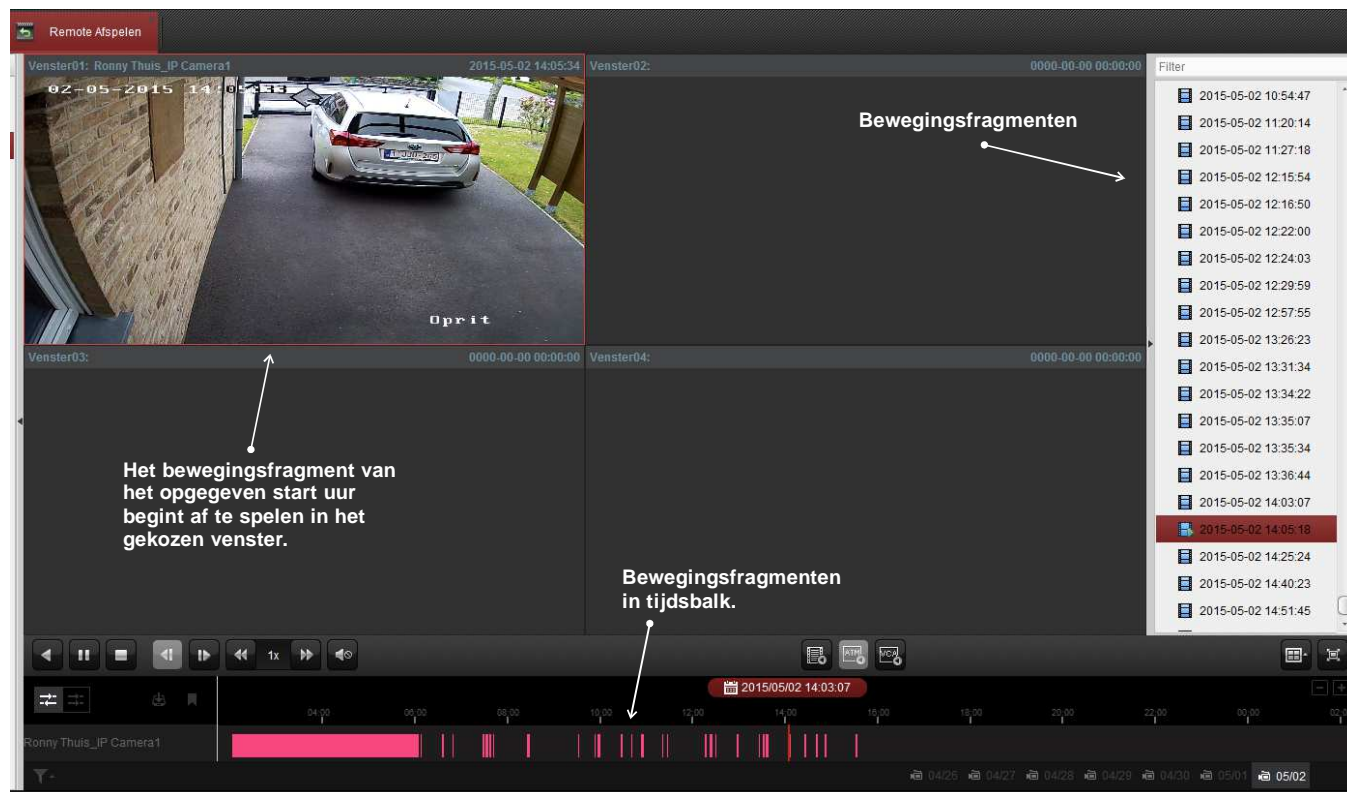 Remote Afspelen
Venster01: Ronny Thuis_IP Camera1 2015-05-02 14:05:34
02-05-2015 14:05:33
Oprit
Venster02: 0000-00-00 00:00:00
Bewegingsfragmenten
Venster03: 0000-00-00 00:00:00
Het bewegingsfragment van
het opgegeven start uur
begint af te spelen in het
gekozen venster.
Venster04: 0000-00-00 00:00:00
Bewegingsfragmenten
in tijdsbalk.
Filter
2015-05-02 10:54:47
2015-05-02 11:20:14
2015-05-02 11:27:18
2015-05-02 12:15:54
2015-05-02 12:16:50
2015-05-02 12:22:00
2015-05-02 12:24:03
2015-05-02 12:29:59
2015-05-02 12:57:55
2015-05-02 13:26:23
2015-05-02 13:31:34
2015-05-02 13:34:22
2015-05-02 13:35:07
2015-05-02 13:35:34
2015-05-02 13:36:44
2015-05-02 14:03:07
2015-05-02 14:05:18
2015-05-02 14:25:24
2015-05-02 14:40:23
2015-05-02 14:51:45
1x
ATM
VCA
2015/05/02 14:03:07
04:00 06:00 08:00 10:00 12:00 14:00 16:00 18:00 20:00 22:00 00:00 02:0
Ronny Thuis_IP Camera1
04/26 04/27 04/28 04/29 04/30 05/01 05/02